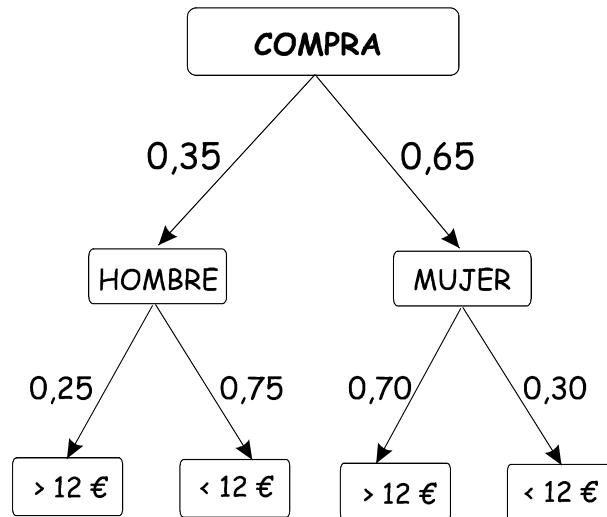 COMPRA
0,35
0,65
HOMBRE
MUJER
0,25
0,75
0,70
0,30
> 12 €
< 12 €
> 12 €
< 12 €